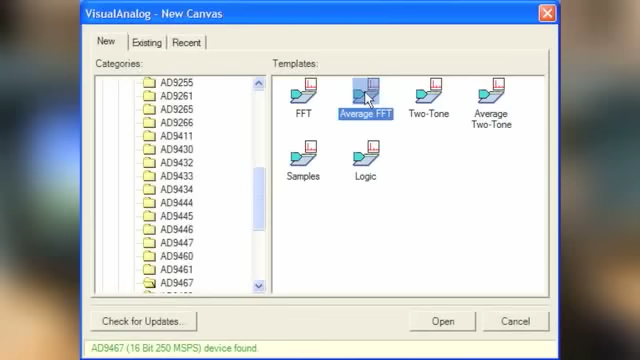 VisualAnalog - New Canvas
New
Existing
Recent
Categories:
Templates:
AD9255
AD9261
AD9265
AD9266
AD9411
AD9430
AD9432
AD9433
AD9434
AD9444
AD9445
AD9446
AD9447
AD9460
AD9461
AD9467
FFT
Average FFT
Two-Tone
Average
Two-Tone
Samples
Logic
Check for Updates...
Open
Cancel
AD9467 (16 Bit 250 MSPS) device found.